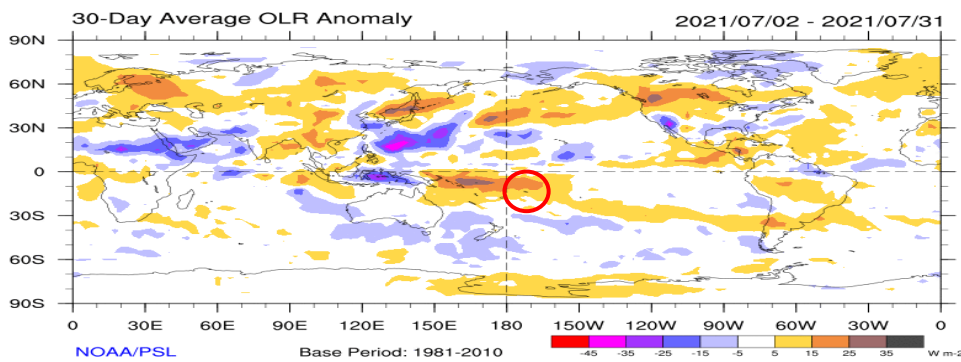 30-Day Average OLR Anomaly 2021/07/02 - 2021/07/31
90N
60N
30N
0
30S
60S
90S
0 30E 60E 90E 120E 150E 180 150W 120W 90W 60W 30W 0
-45 -35 -25 -15 -5 5 15 25 35 W m-2
NOAA/PSL Base Period: 1981-2010